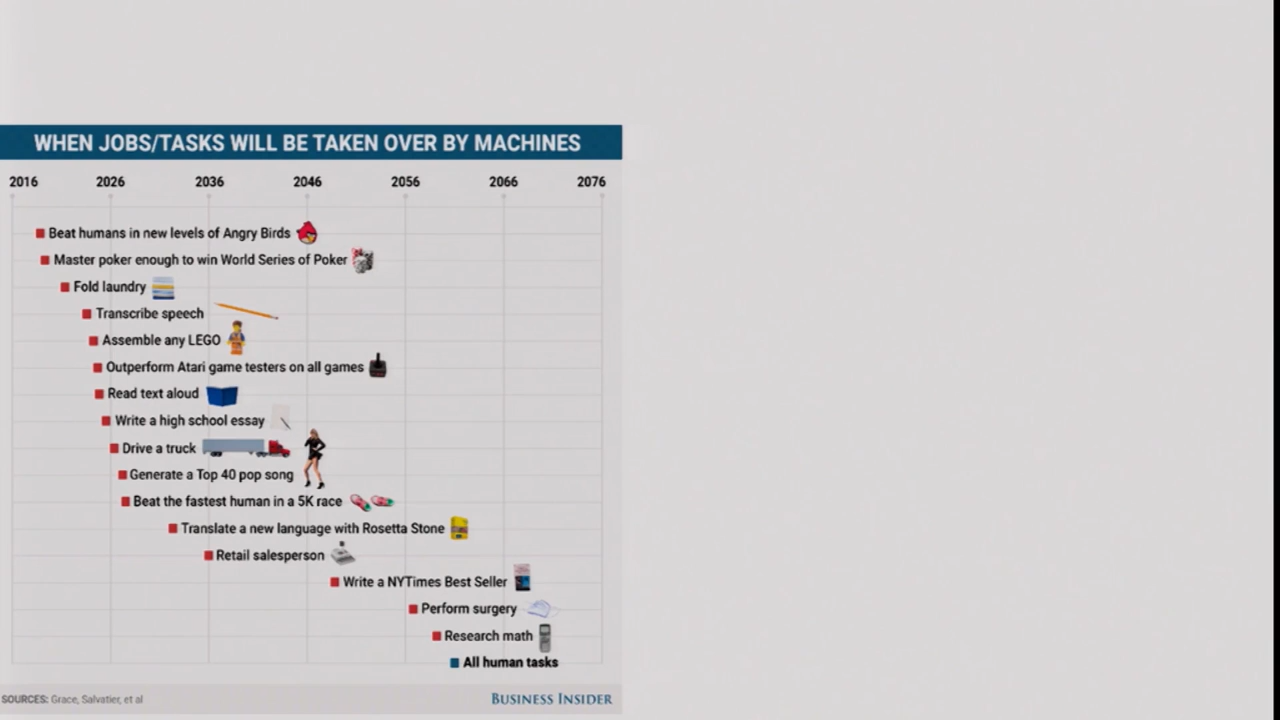 WHEN JOBS/TASKS WILL BE TAKEN OVER BY MACHINES
2016 2026 2036 2046 2056 2066 2076
Beat humans in new levels of Angry Birds
Master poker enough to win World Series of Poker
Fold laundry
Transcribe speech
Assemble any LEGO
Outperform Atari game testers on all games
Read text aloud
Write a high school essay
Drive a truck
Generate a Top 40 pop song
Beat the fastest human in a 5K race
Translate a new language with Rosetta Stone
Retail salesperson
Write a NYTimes Best Seller
Perform surgery
Research math
All human tasks
SOURCES: Grace, Salvatier, et al BUSINESS INSIDER